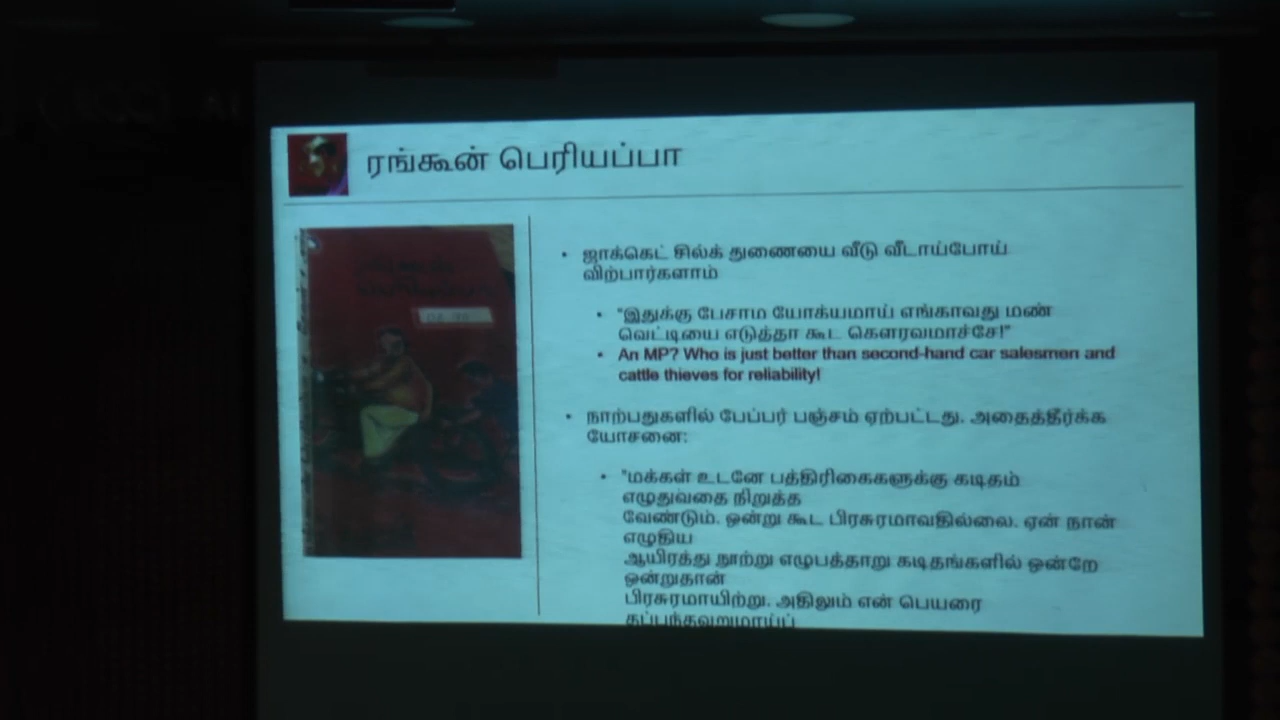 ரங்கூன் பெரியப்பா
• ஜாக்கெட் சில்க் துணையை வீடு வீடாய்போய்
விற்பார்களாம்
• "இதுக்கு பேசாம யோக்யமாய் எங்காவது மண்
வெட்டியை எடுத்தா கூட கௌரவமாச்சே!"
• An MP? Who is just better than second-hand car salesmen and
cattle thieves for reliability!
• நாற்பதுகளில் பேப்பர் பஞ்சம் ஏற்பட்டது. அதைத்தீர்க்க
யோசனை:
• "மக்கள் உடனே பத்திரிகைகளுக்கு கடிதம்
எழுதுவதை நிறுத்த
வேண்டும். ஒன்று கூட பிரசுரமாவதில்லை. ஏன் நான்
எழுதிய
ஆயிரத்து நூற்று எழுபத்தாறு கடிதங்களில் ஒன்றே
ஒன்றுதான்
பிரசுரமாயிற்று. அதிலும் என் பெயரை